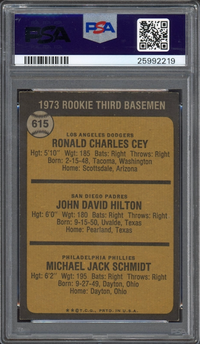 PSA
25992219
1973 ROOKIE THIRD BASEMEN
615
LOS ANGELES DODGERS
RONALD CHARLES CEY
Hgt: 5'10" Wgt: 185 Bats: Right Throws: Right
Born: 2-15-48, Tacoma, Washington
Home: Scottsdale, Arizona
SAN DIEGO PADRES
JOHN DAVID HILTON
Hgt: 6'0" Wgt: 185 Bats: Right Throws: Right
Born: 9-15-50, Uvalde, Texas
Home: Pearland, Texas
PHILADELPHIA PHILLIES
MICHAEL JACK SCHMIDT
Hgt: 6'2" Wgt: 195 Bats: Right Throws: Right
Born: 9-27-49, Dayton, Ohio
Home: Dayton, Ohio
© T.C.G. PRTD. IN U.S.A.